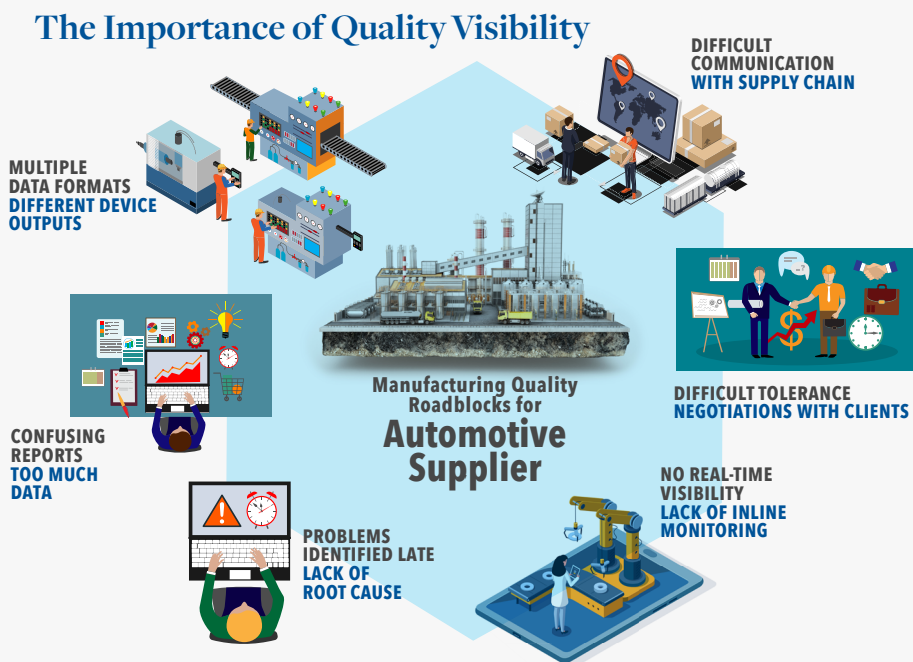 The Importance of Quality Visibility
DIFFICULT
COMMUNICATION
WITH SUPPLY CHAIN
MULTIPLE
DATA FORMATS
DIFFERENT DEVICE
OUTPUTS
Manufacturing Quality
Roadblocks for
Automotive
Supplier
DIFFICULT TOLERANCE
NEGOTIATIONS WITH CLIENTS
CONFUSING
REPORTS
TOO MUCH
DATA
NO REAL-TIME
VISIBILITY
LACK OF INLINE
MONITORING
PROBLEMS
IDENTIFIED LATE
LACK OF
ROOT CAUSE